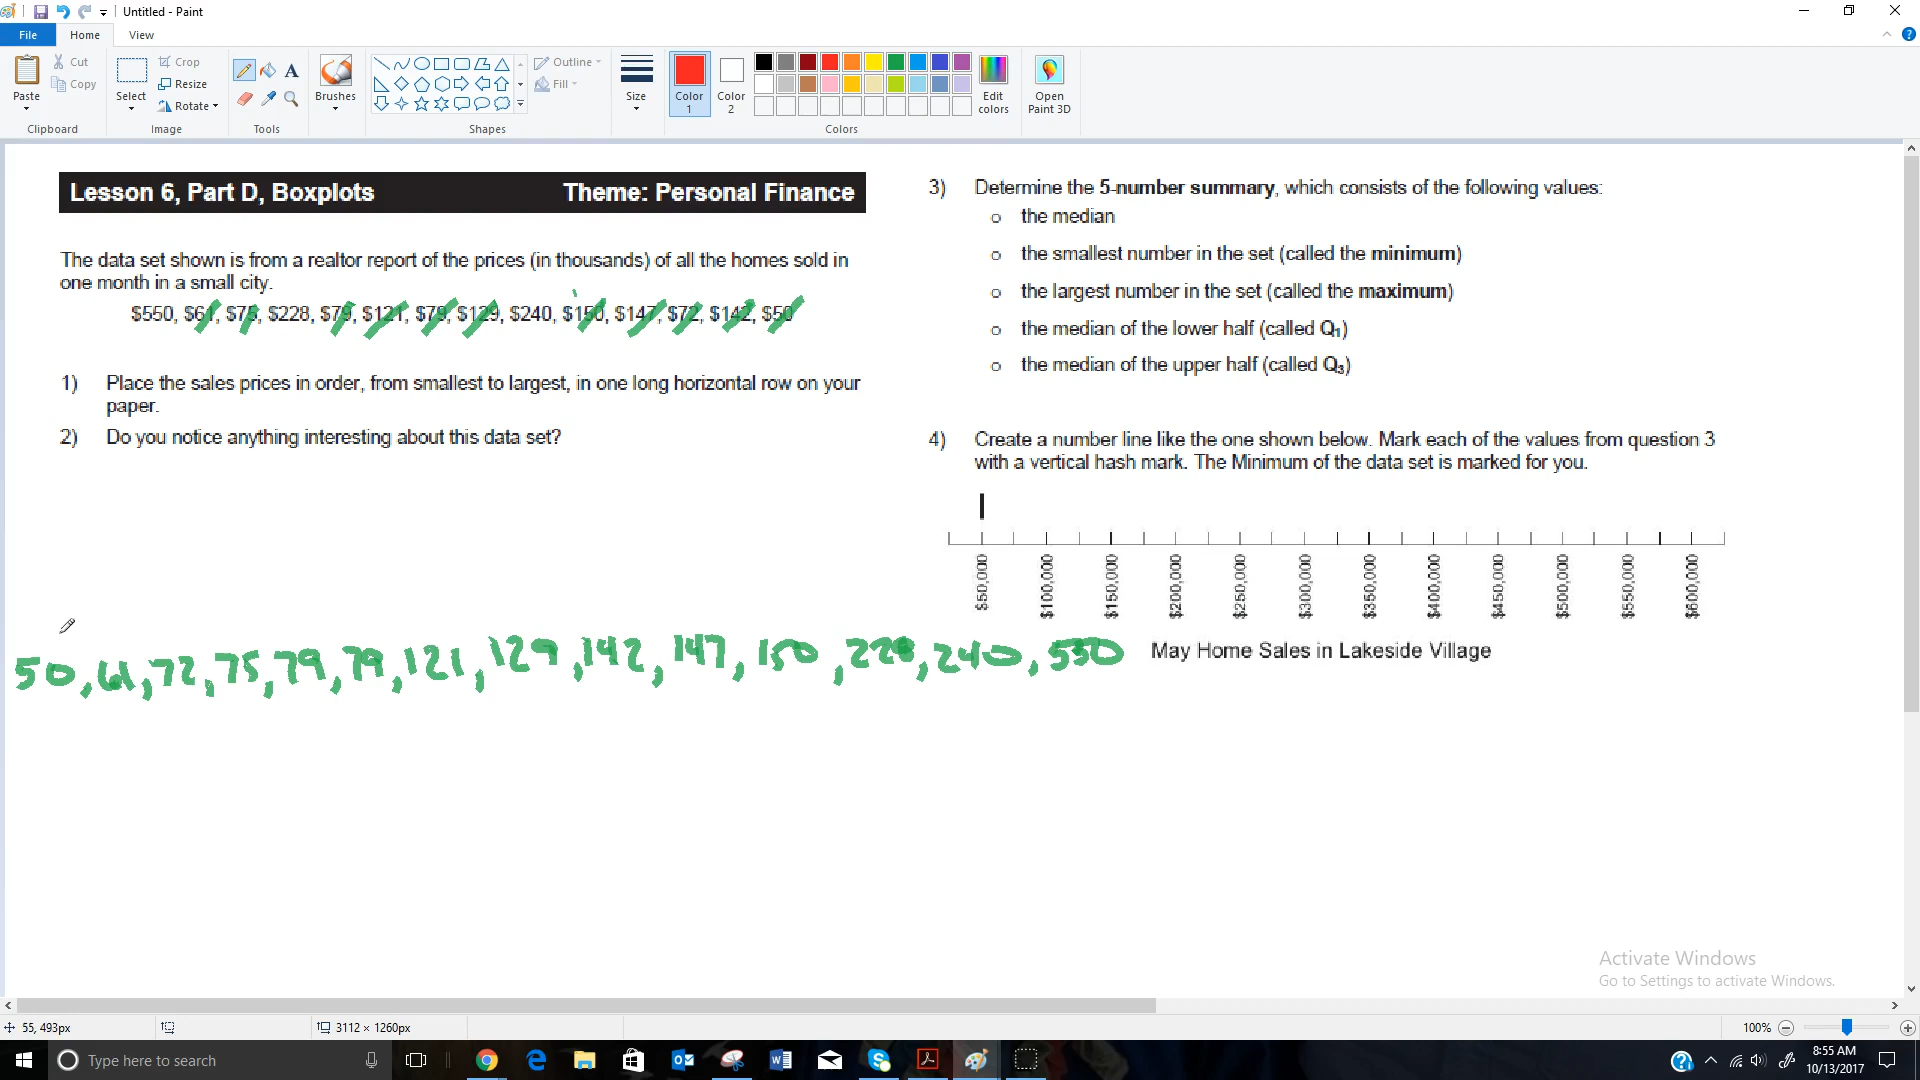 Untitled - Paint
File Home View
Paste Cut Copy Clipboard
Select Crop Resize Rotate Image
Tools
Brushes
Shapes Outline Fill
Size
Color 1 Color 2 Edit colors Colors
Open Paint 3D
Lesson 6, Part D, Boxplots Theme: Personal Finance
The data set shown is from a realtor report of the prices (in thousands) of all the homes sold in
one month in a small city.
$550, $61, $75, $228, $79, $121, $79, $129, $240, $150, $147, $72, $142, $50
1) Place the sales prices in order, from smallest to largest, in one long horizontal row on your
paper.
2) Do you notice anything interesting about this data set?
3) Determine the 5-number summary, which consists of the following values:
o the median
o the smallest number in the set (called the minimum)
o the largest number in the set (called the maximum)
o the median of the lower half (called Q1)
o the median of the upper half (called Q3)
4) Create a number line like the one shown below. Mark each of the values from question 3
with a vertical hash mark. The Minimum of the data set is marked for you.
$50,000 $100,000 $150,000 $200,000 $250,000 $300,000 $350,000 $400,000 $450,000 $500,000 $550,000 $600,000
May Home Sales in Lakeside Village
50, 61, 72, 75, 79, 79, 121, 129, 142, 147, 150, 228, 240, 550
Activate Windows
Go to Settings to activate Windows.
55, 493px 3112 × 1260px 100%
Type here to search
8:55 AM
10/13/2017